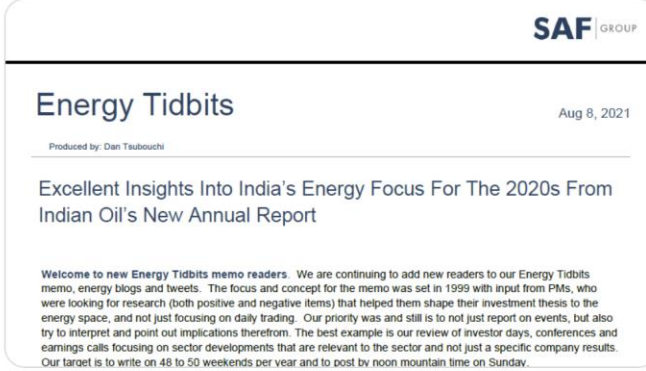 SAF GROUP
Energy Tidbits
Aug 8, 2021
Produced by: Dan Tsubouchi
Excellent Insights Into India's Energy Focus For The 2020s From
Indian Oil's New Annual Report
Welcome to new Energy Tidbits memo readers. We are continuing to add new readers to our Energy Tidbits
memo, energy blogs and tweets. The focus and concept for the memo was set in 1999 with input from PMs, who
were looking for research (both positive and negative items) that helped them shape their investment thesis to the
energy space, and not just focusing on daily trading. Our priority was and still is to not just report on events, but also
try to interpret and point out implications therefrom. The best example is our review of investor days, conferences and
earnings calls focusing on sector developments that are relevant to the sector and not just a specific company results.
Our target is to write on 48 to 50 weekends per year and to post by noon mountain time on Sunday.